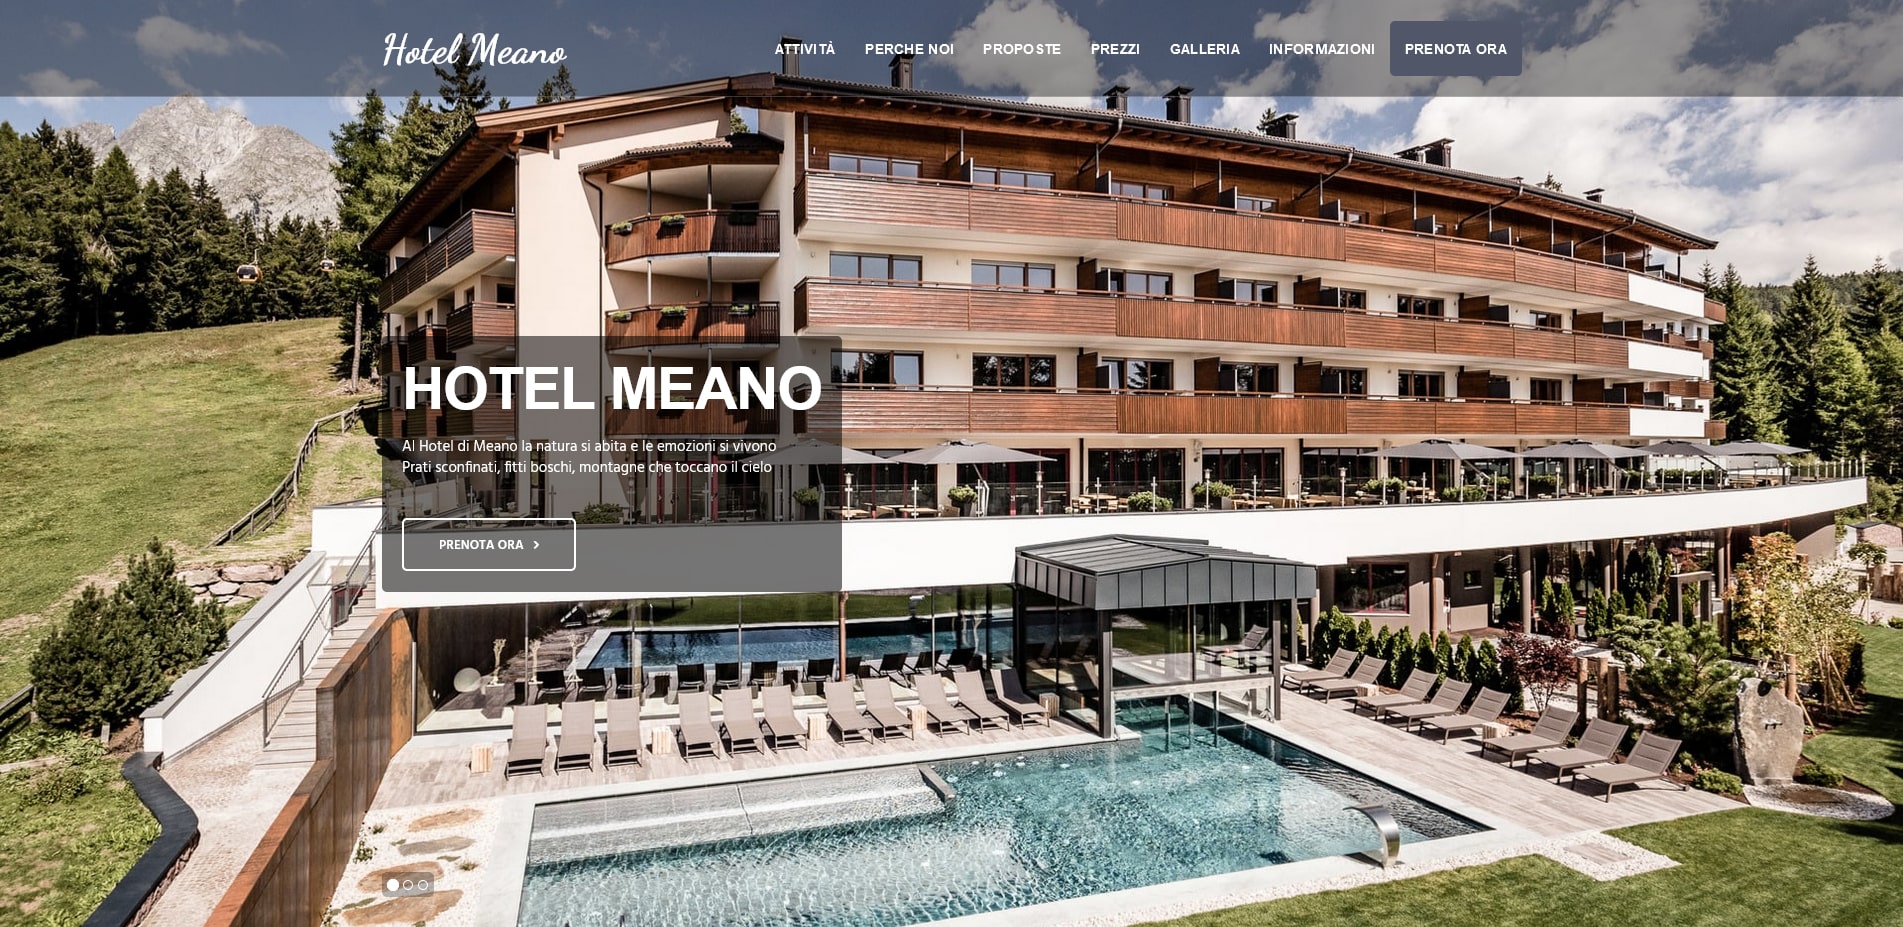 Hotel Meano
ATTIVITÀ PERCHE NOI PROPOSTE PREZZI GALLERIA INFORMAZIONI PRENOTA ORA
HOTEL MEANO
Al Hotel di Meano la natura si abita e le emozioni si vivono
Prati sconfinati, fitti boschi, montagne che toccano il cielo
PRENOTA ORA